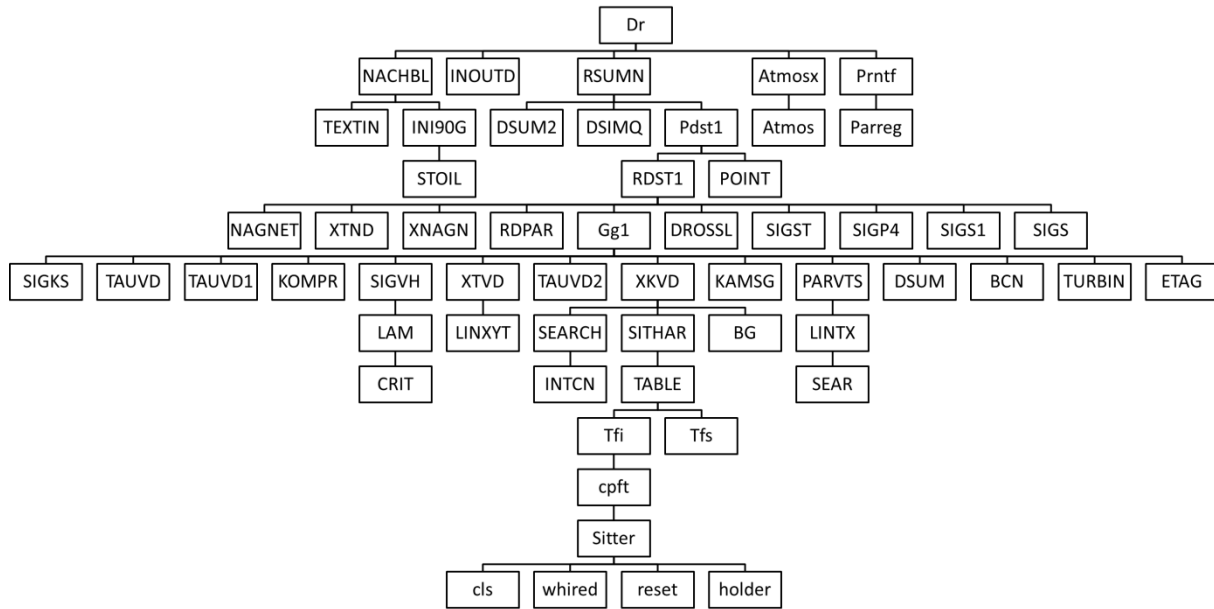 Dr
NACHBL INOUTD RSUMN Atmosx Prntf
TEXTIN INI90G DSUM2 DSIMQ Pdst1 Atmos Parreg
STOIL RDST1 POINT
NAGNET XTND XNAGN RDPAR Gg1 DROSSL SIGST SIGP4 SIGS1 SIGS
SIGKS TAUVD TAUVD1 KOMPR SIGVH XTVD TAUVD2 XKVD KAMSG PARVTS DSUM BCN TURBIN ETAG
LAM LINXYT SEARCH SITHAR BG LINTX
CRIT INTCN TABLE SEAR
Tfi Tfs
cpft
Sitter
cls whired reset holder